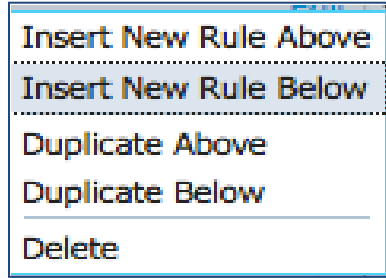 Insert New Rule Above
Insert New Rule Below
Duplicate Above
Duplicate Below
Delete